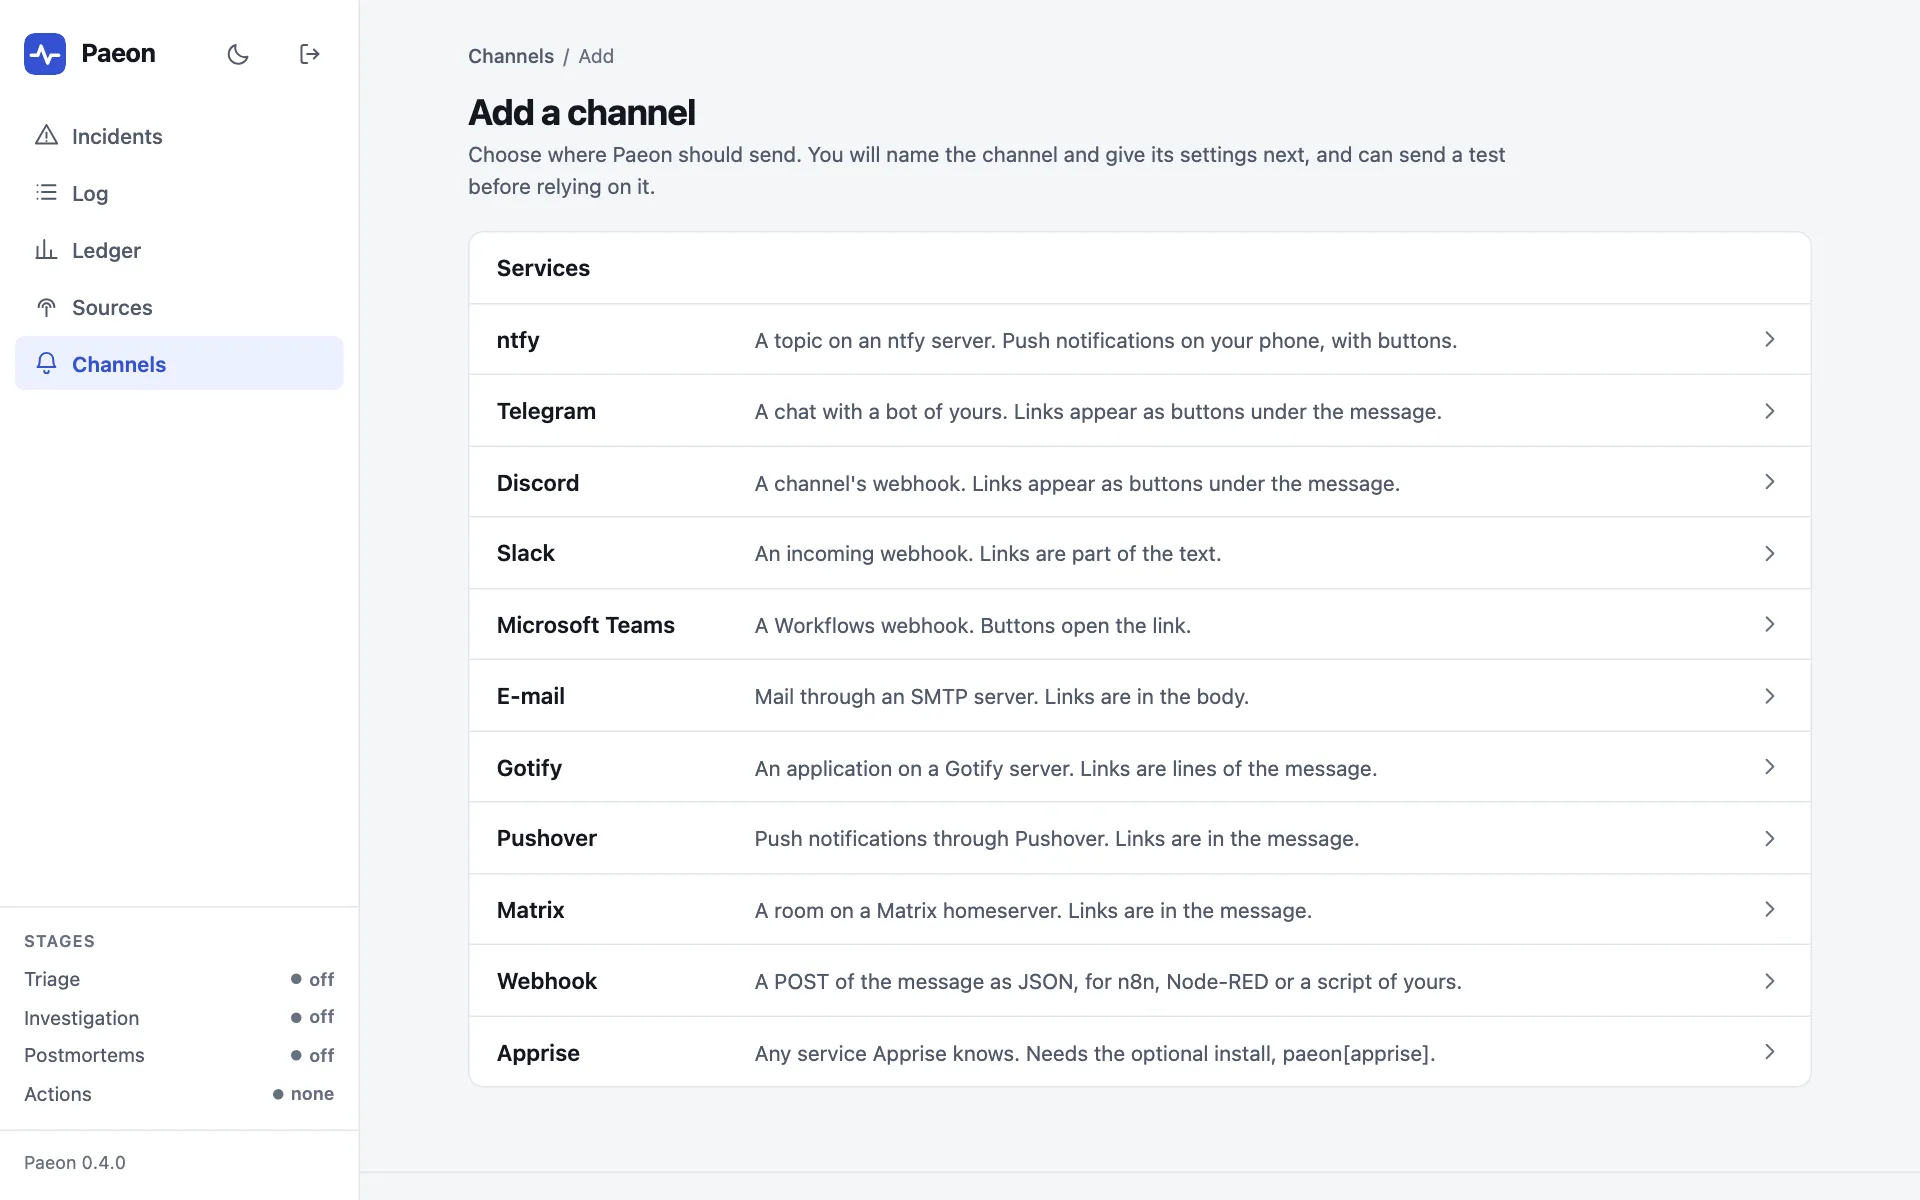 Paeon
Incidents
Log
Ledger
Sources
Channels
STAGES
Triage off
Investigation off
Postmortems off
Actions none
Paeon 0.4.0
Channels / Add
Add a channel
Choose where Paeon should send. You will name the channel and give its settings next, and can send a test
before relying on it.
Services
ntfy A topic on an ntfy server. Push notifications on your phone, with buttons.
Telegram A chat with a bot of yours. Links appear as buttons under the message.
Discord A channel's webhook. Links appear as buttons under the message.
Slack An incoming webhook. Links are part of the text.
Microsoft Teams A Workflows webhook. Buttons open the link.
E-mail Mail through an SMTP server. Links are in the body.
Gotify An application on a Gotify server. Links are lines of the message.
Pushover Push notifications through Pushover. Links are in the message.
Matrix A room on a Matrix homeserver. Links are in the message.
Webhook A POST of the message as JSON, for n8n, Node-RED or a script of yours.
Apprise Any service Apprise knows. Needs the optional install, paeon[apprise].